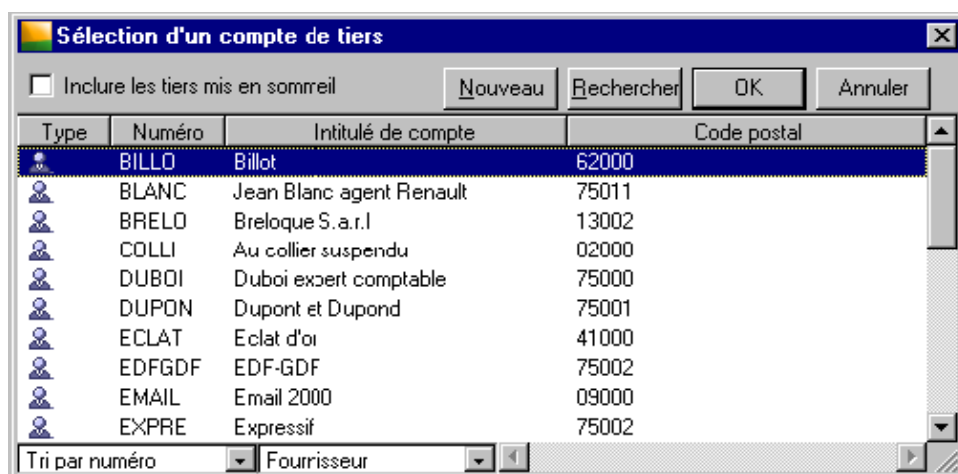 Sélection d'un compte de tiers
Inclure les tiers mis en sommeil Nouveau Rechercher OK Annuler
Type Numéro Intitulé de compte Code postal
BILLO Billot 62000
BLANC Jean Blanc agent Renault 75011
BRELO Breloque S.a.r.l 13002
COLLI Au collier suspendu 02000
DUBOI Duboi expert comptable 75000
DUPON Dupont et Dupond 75001
ECLAT Eclat d'or 41000
EDFGDF EDF-GDF 75002
EMAIL Email 2000 09000
EXPRE Expressif 75002
Tri par numéro Fournisseur